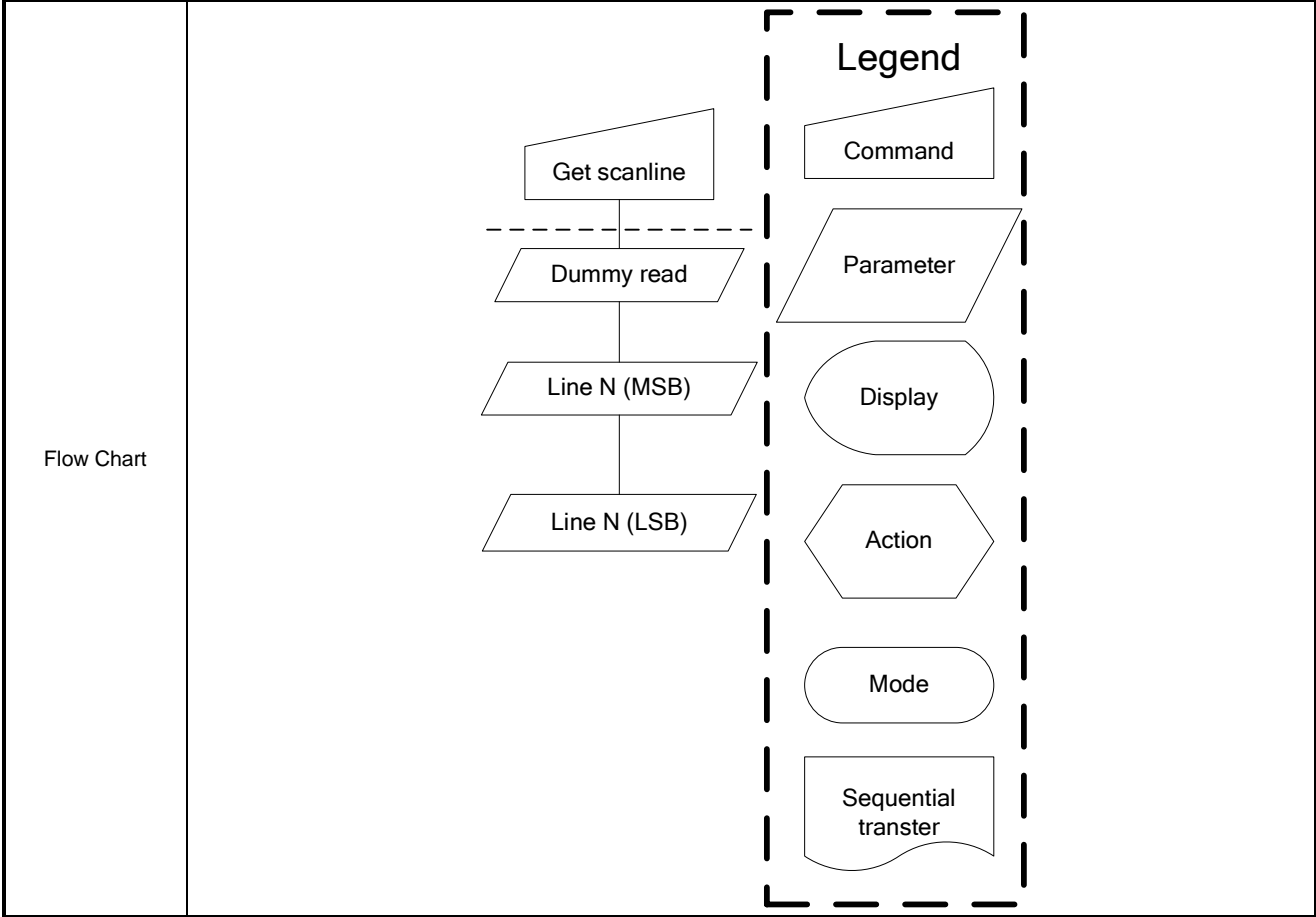 Flow Chart
Get scanline
Dummy read
Line N (MSB)
Line N (LSB)
Legend
Command
Parameter
Display
Action
Mode
Sequential
transter